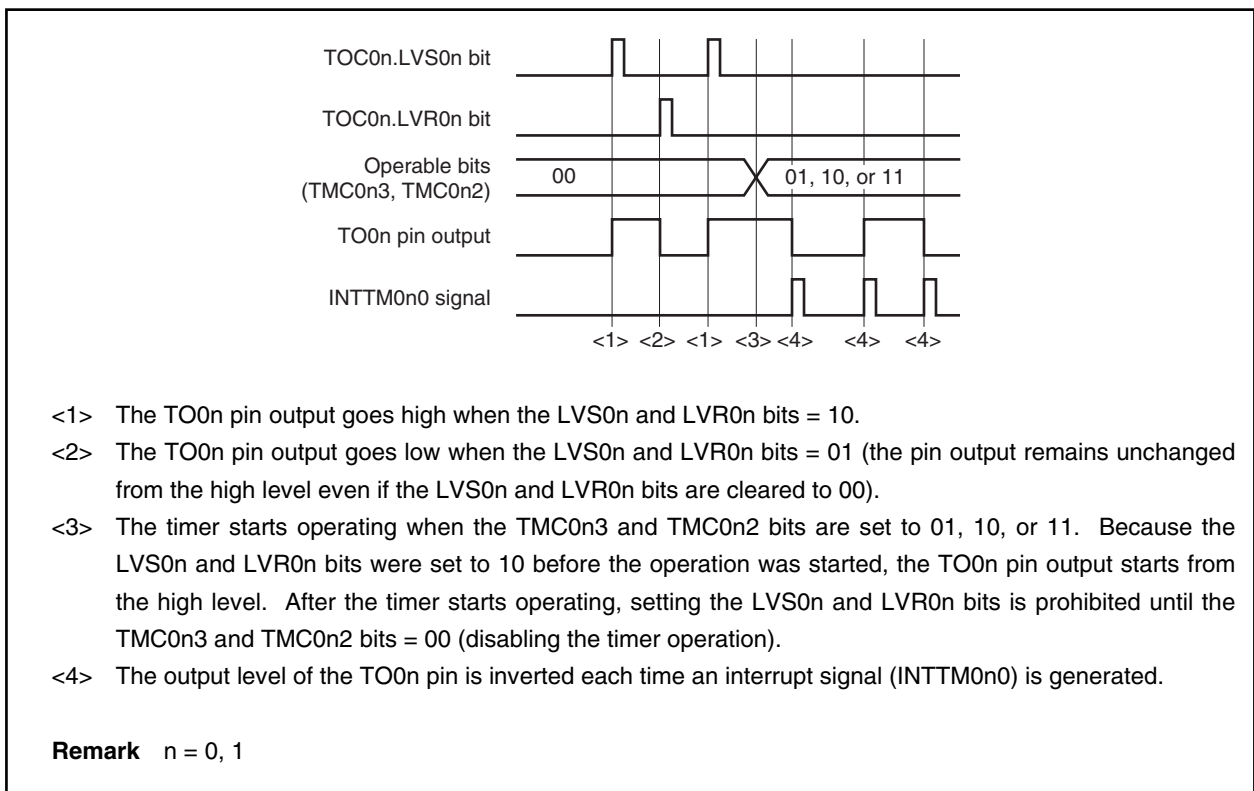 TOC0n.LVS0n bit
TOC0n.LVR0n bit
Operable bits
(TMC0n3, TMC0n2)
00
01, 10, or 11
TO0n pin output
INTTM0n0 signal
<1> <2> <1> <3> <4> <4> <4>
<1> The TO0n pin output goes high when the LVS0n and LVR0n bits = 10.
<2> The TO0n pin output goes low when the LVS0n and LVR0n bits = 01 (the pin output remains unchanged
from the high level even if the LVS0n and LVR0n bits are cleared to 00).
<3> The timer starts operating when the TMC0n3 and TMC0n2 bits are set to 01, 10, or 11. Because the
LVS0n and LVR0n bits were set to 10 before the operation was started, the TO0n pin output starts from
the high level. After the timer starts operating, setting the LVS0n and LVR0n bits is prohibited until the
TMC0n3 and TMC0n2 bits = 00 (disabling the timer operation).
<4> The output level of the TO0n pin is inverted each time an interrupt signal (INTTM0n0) is generated.
Remark n = 0, 1